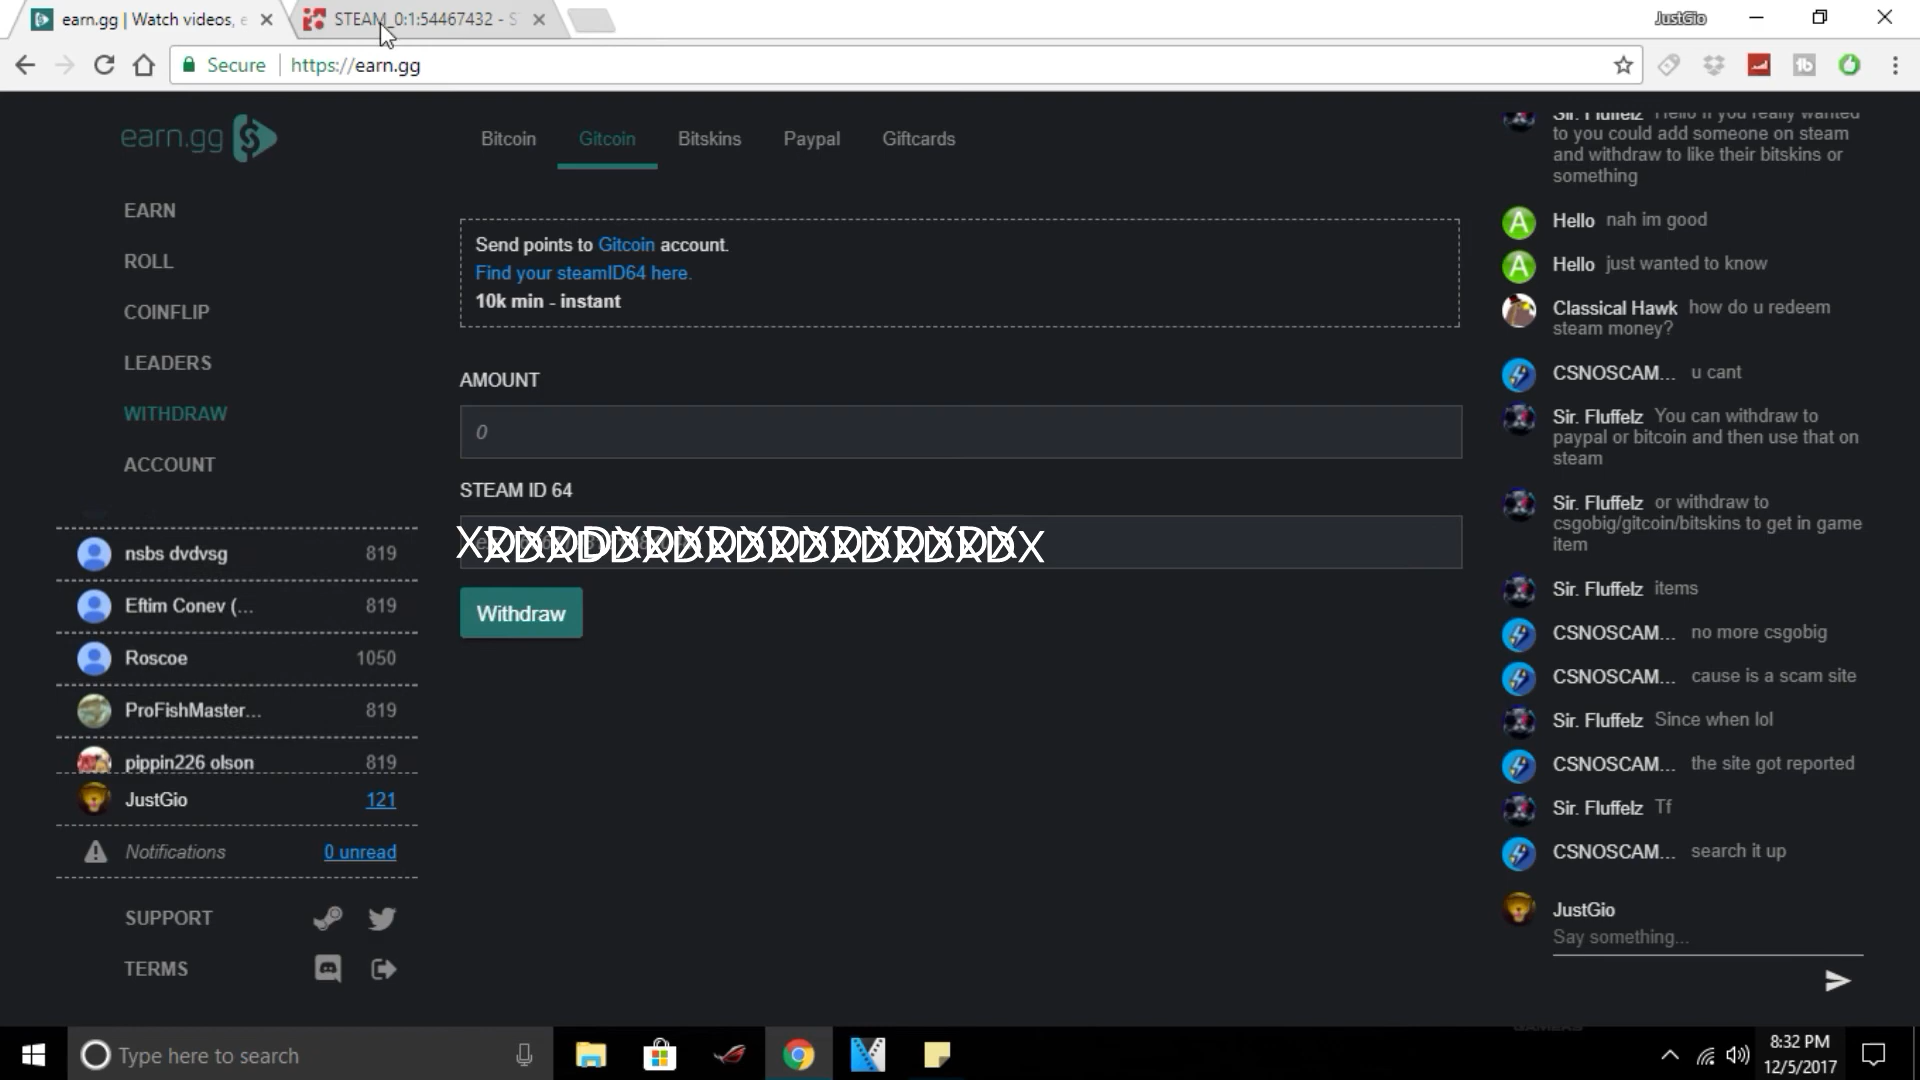 earn.gg | Watch videos, e
STEAM_0:1:54467432 - S
JustGio
Secure
https://earn.gg
earn.gg
Bitcoin
Gitcoin
Bitskins
Paypal
Giftcards
EARN
ROLL
COINFLIP
LEADERS
WITHDRAW
ACCOUNT
nsbs dvdvsg 819
Eftim Conev (... 819
Roscoe 1050
ProFishMaster... 819
pippin226 olson 819
JustGio 121
Notifications 0 unread
SUPPORT
TERMS
Send points to Gitcoin account.
Find your steamID64 here.
10k min - instant
AMOUNT
0
STEAM ID 64
Withdraw
Sir. Fluffelz Hello if you really wanted
to you could add someone on steam
and withdraw to like their bitskins or
something
Hello nah im good
Hello just wanted to know
Classical Hawk how do u redeem
steam money?
CSNOSCAM... u cant
Sir. Fluffelz You can withdraw to
paypal or bitcoin and then use that on
steam
Sir. Fluffelz or withdraw to
csgobig/gitcoin/bitskins to get in game
item
Sir. Fluffelz items
CSNOSCAM... no more csgobig
CSNOSCAM... cause is a scam site
Sir. Fluffelz Since when lol
CSNOSCAM... the site got reported
Sir. Fluffelz Tf
CSNOSCAM... search it up
JustGio
Say something...
Type here to search
8:32 PM
12/5/2017